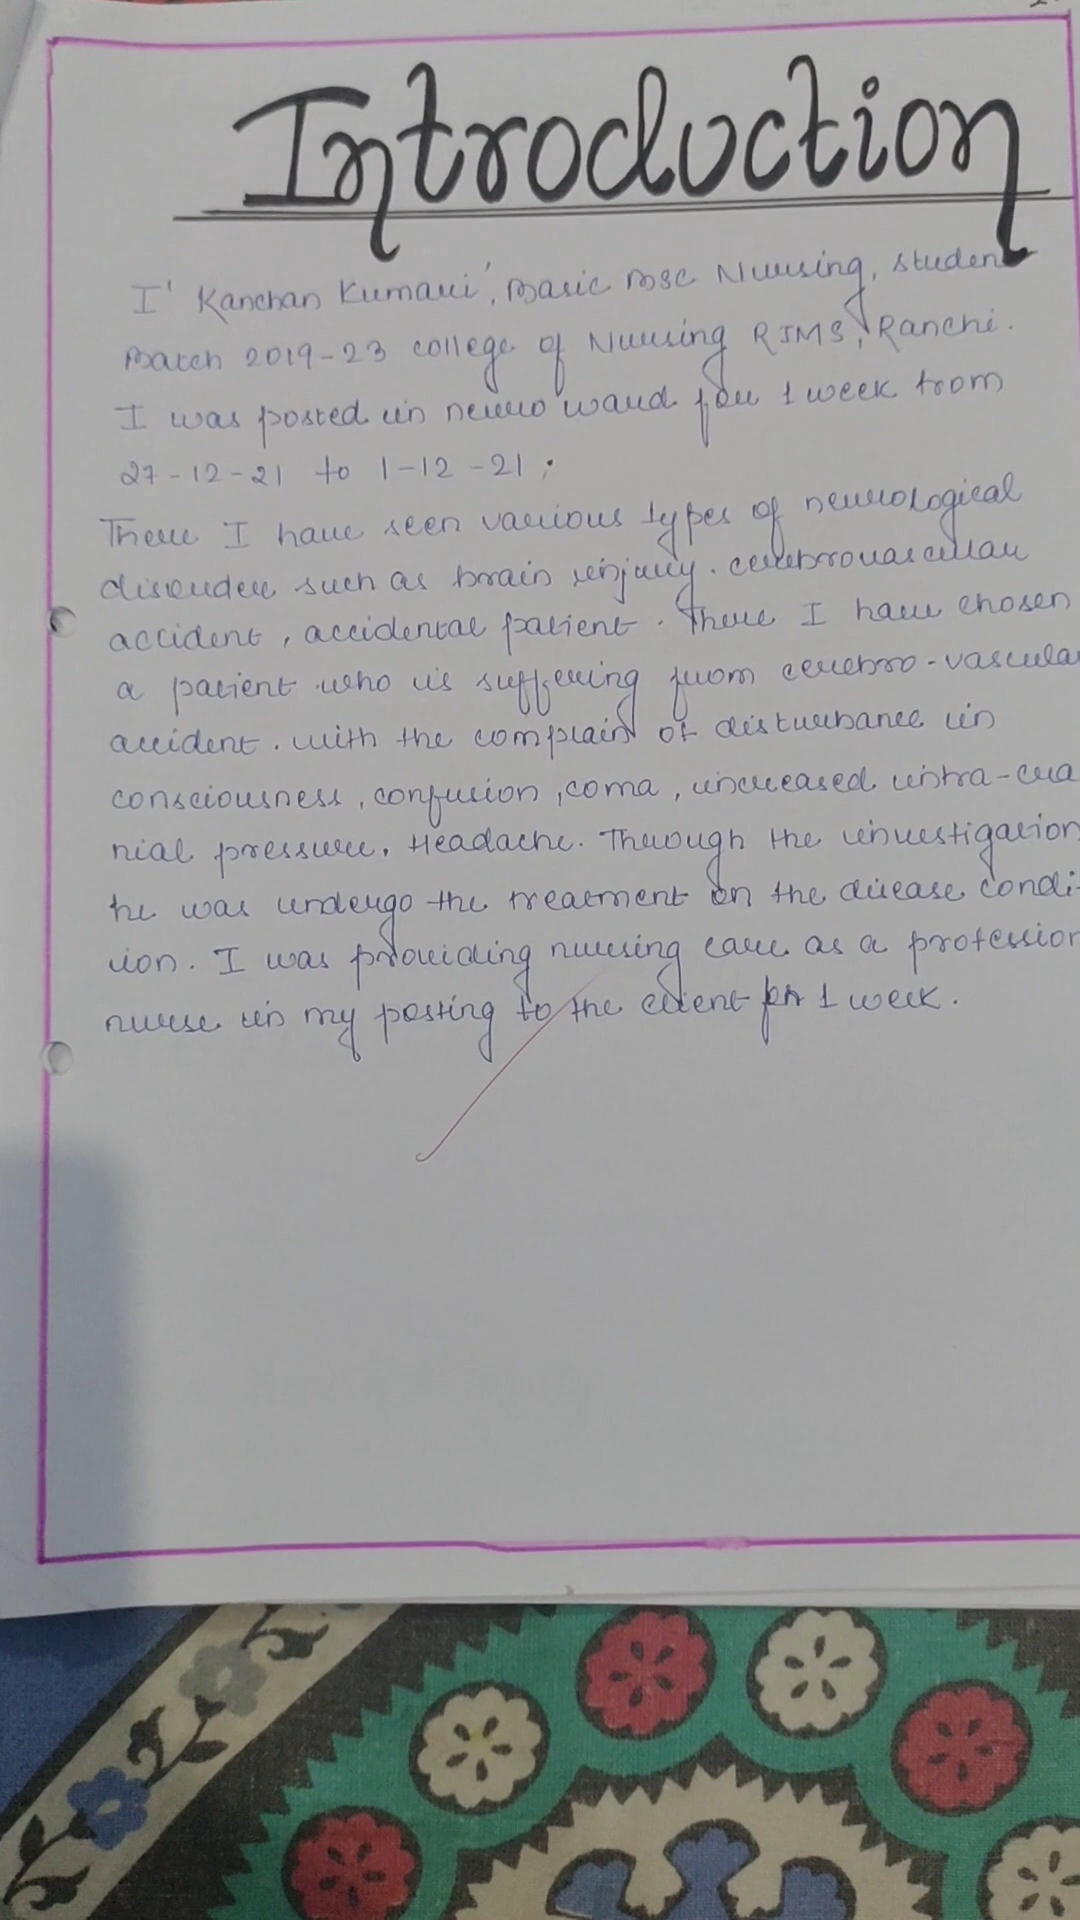 Introduction
I' Kanchan Kumari', Basic Bsc Nursing, student
Batch 2019-23 college of Nursing RIMS, Ranchi.
I was posted in neuro ward for 1 week from
27-12-21 to 1-12-21;
There I have seen various types of neurological
disorder such as brain injury. cerebrovascular
accident, accidental patient. There I have chosen
a patient who is suffering from cerebro-vascula
accident. with the complain of disturbance in
consciousness, confusion, coma, increased intra-cra
nial pressure, Headache. Through the investigation
he was undergo the treatment on the disease condi-
ion. I was providing nursing care as a profession
nurse in my posting to the client for 1 week.